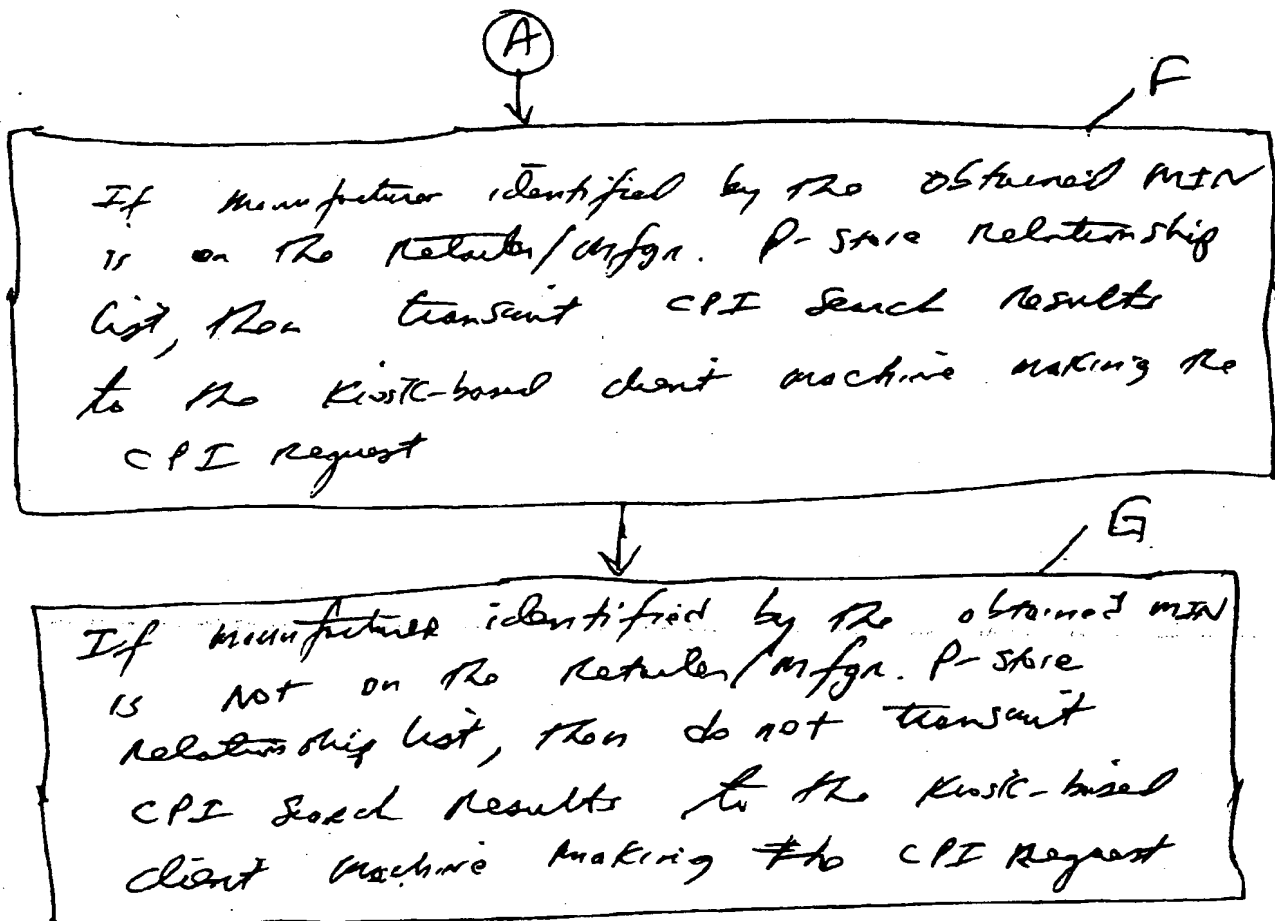 A
F
If manufacturer identified by the obtained MIN
is on the Retailer/Mfgr. P-Store Relationship
list, then transmit CPI Search Results
to the Kiosk-based client machine making the
CPI Request
G
If manufacturer identified by the obtained MIN
is not on the Retailer/Mfgr. P-Store
Relationship list, then do not transmit
CPI Search Results to the Kiosk-based
client machine making the CPI Request